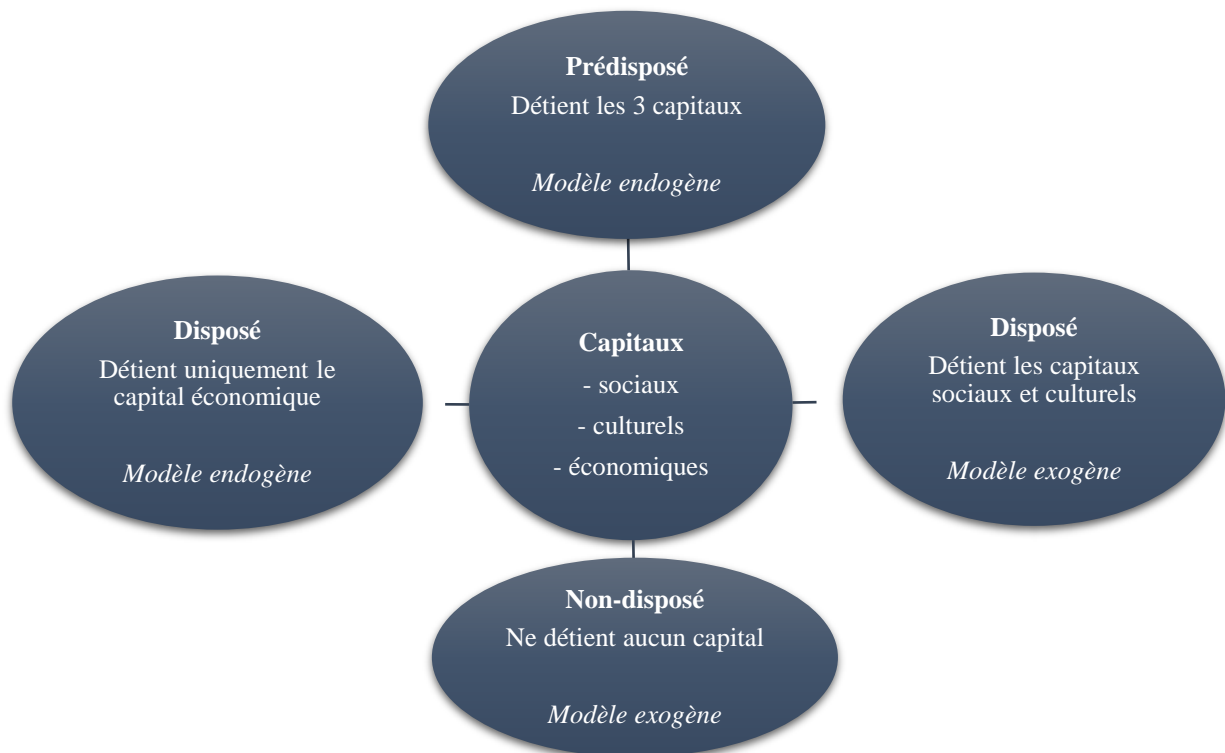 Prédisposé
Détient les 3 capitaux
Modèle endogène
Disposé
Détient uniquement le
capital économique
Modèle endogène
Capitaux
- sociaux
- culturels
- économiques
Disposé
Détient les capitaux
sociaux et culturels
Modèle exogène
Non-disposé
Ne détient aucun capital
Modèle exogène